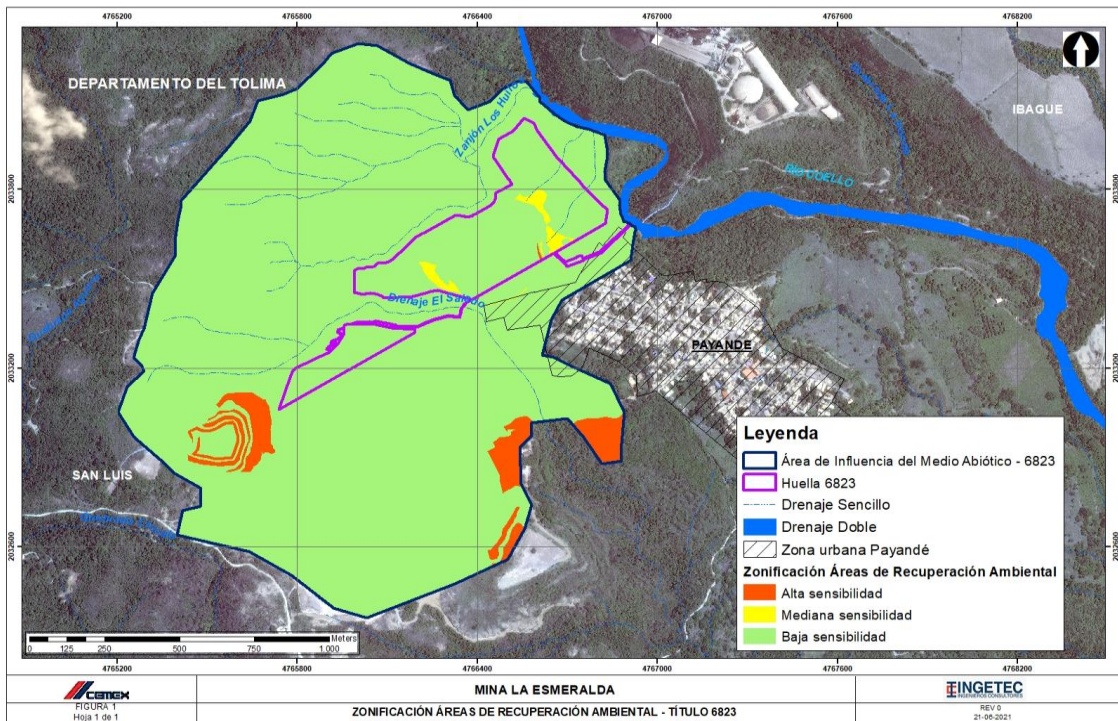 4765200 4765800 4766400 4767000 4767600 4768200
DEPARTAMENTO DEL TOLIMA
IBAGUE
Zanjón Los Huilos
RÍO COELLO
2033800 2033800
Drenaje El Salado
2033200 2033200
PAYANDE
SAN LUIS
2032600 2032600
Leyenda
Área de Influencia del Medio Abiótico - 6823
Huella 6823
Drenaje Sencillo
Drenaje Doble
Zona urbana Payandé
Zonificación Áreas de Recuperación Ambiental
Alta sensibilidad
Mediana sensibilidad
Baja sensibilidad
Meters
0 125 250 500 750 1.000
4765200 4765800 4766400 4767000 4767600 4768200
CEMEX
FIGURA 1
Hoja 1 de 1
MINA LA ESMERALDA
ZONIFICACIÓN ÁREAS DE RECUPERACIÓN AMBIENTAL - TÍTULO 6823
INGETEC
INGENIEROS CONSULTORES
REV 0
21-06-2021